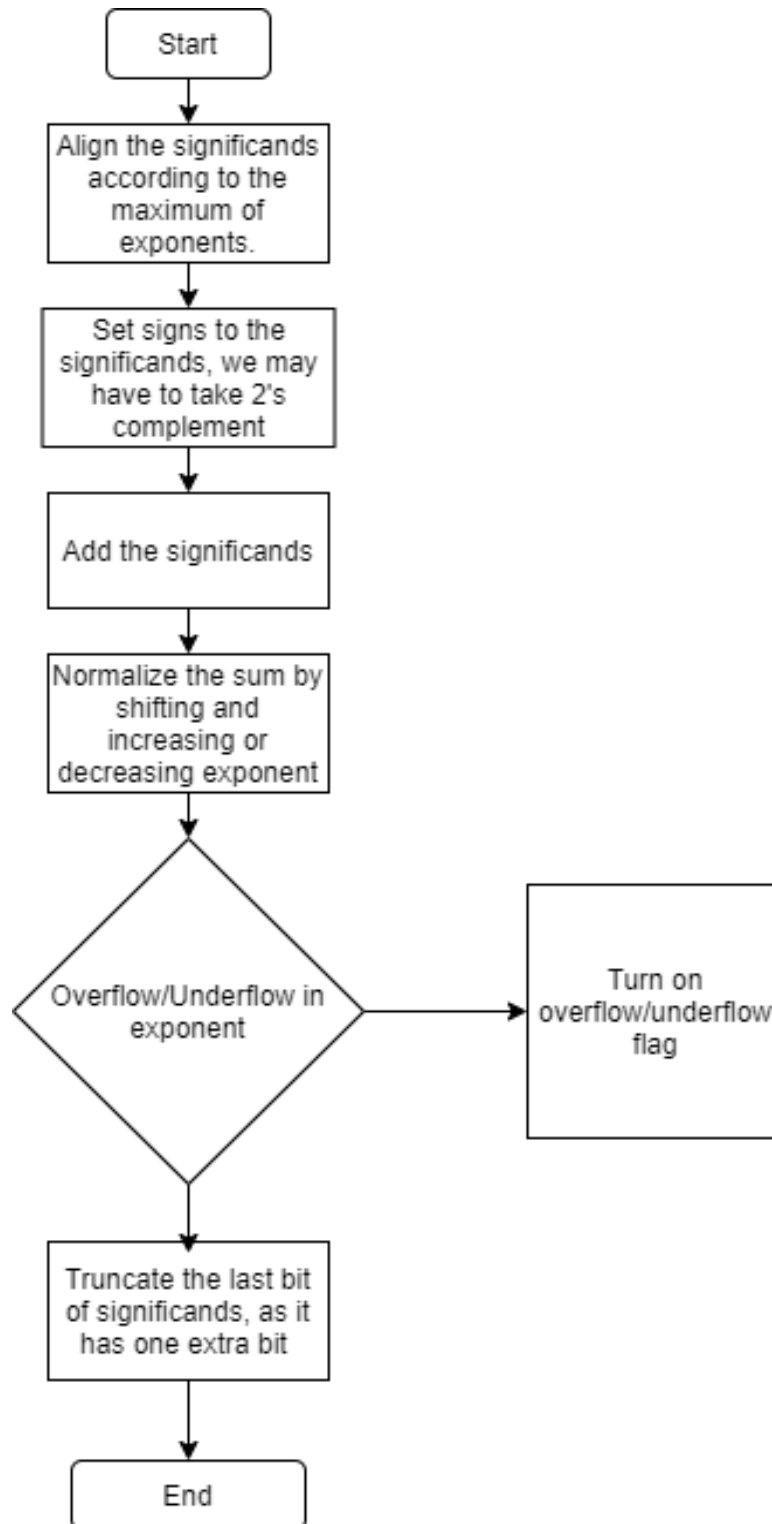 Start
Align the significands
according to the
maximum of
exponents.
Set signs to the
significands, we may
have to take 2's
complement
Add the significands
Normalize the sum by
shifting and
increasing or
decreasing exponent
Overflow/Underflow in
exponent
Turn on
overflow/underflow
flag
Truncate the last bit
of significands, as it
has one extra bit
End